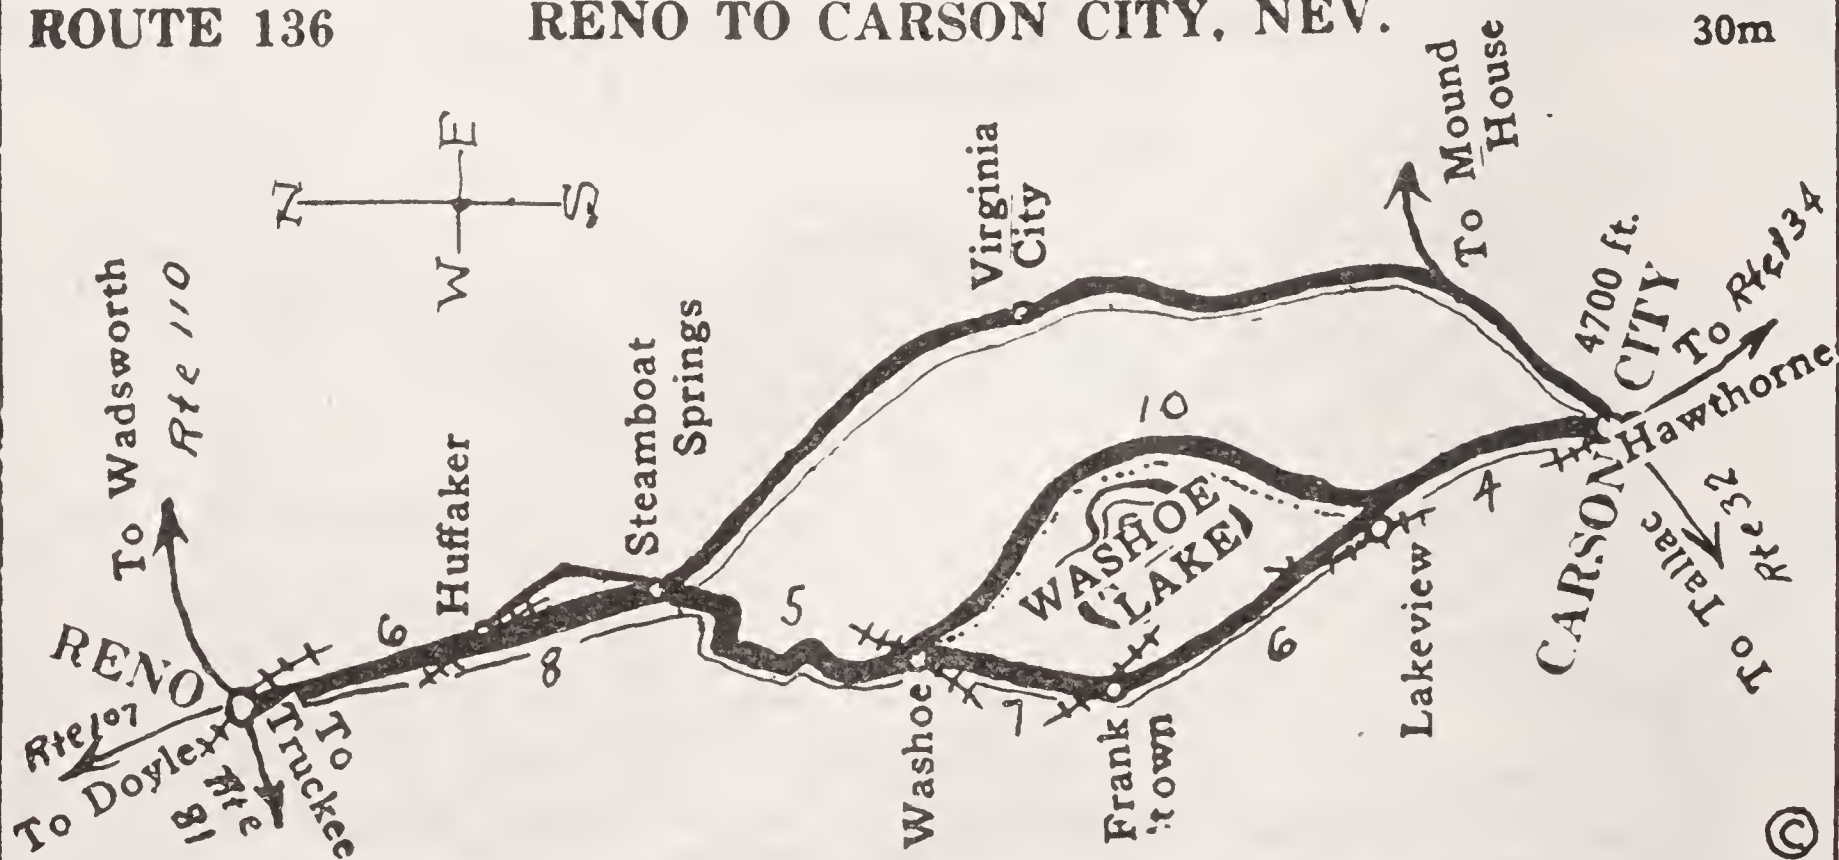 ROUTE 136
RENO TO CARSON CITY, NEV.
30m
N
E
W
S
To Wadsworth
Rte 110
RENO
Rte 107
To Doyle
Rte
81
To
Truckee
6
Huffaker
8
Steamboat
Springs
5
Virginia
City
To Mound
House
Washoe
7
Frank
town
10
WASHOE
LAKE
6
Lakeview
4
CARSON
CITY
4700 ft.
To Rte 134
Hawthorne
To Tallac
Rte 32
©